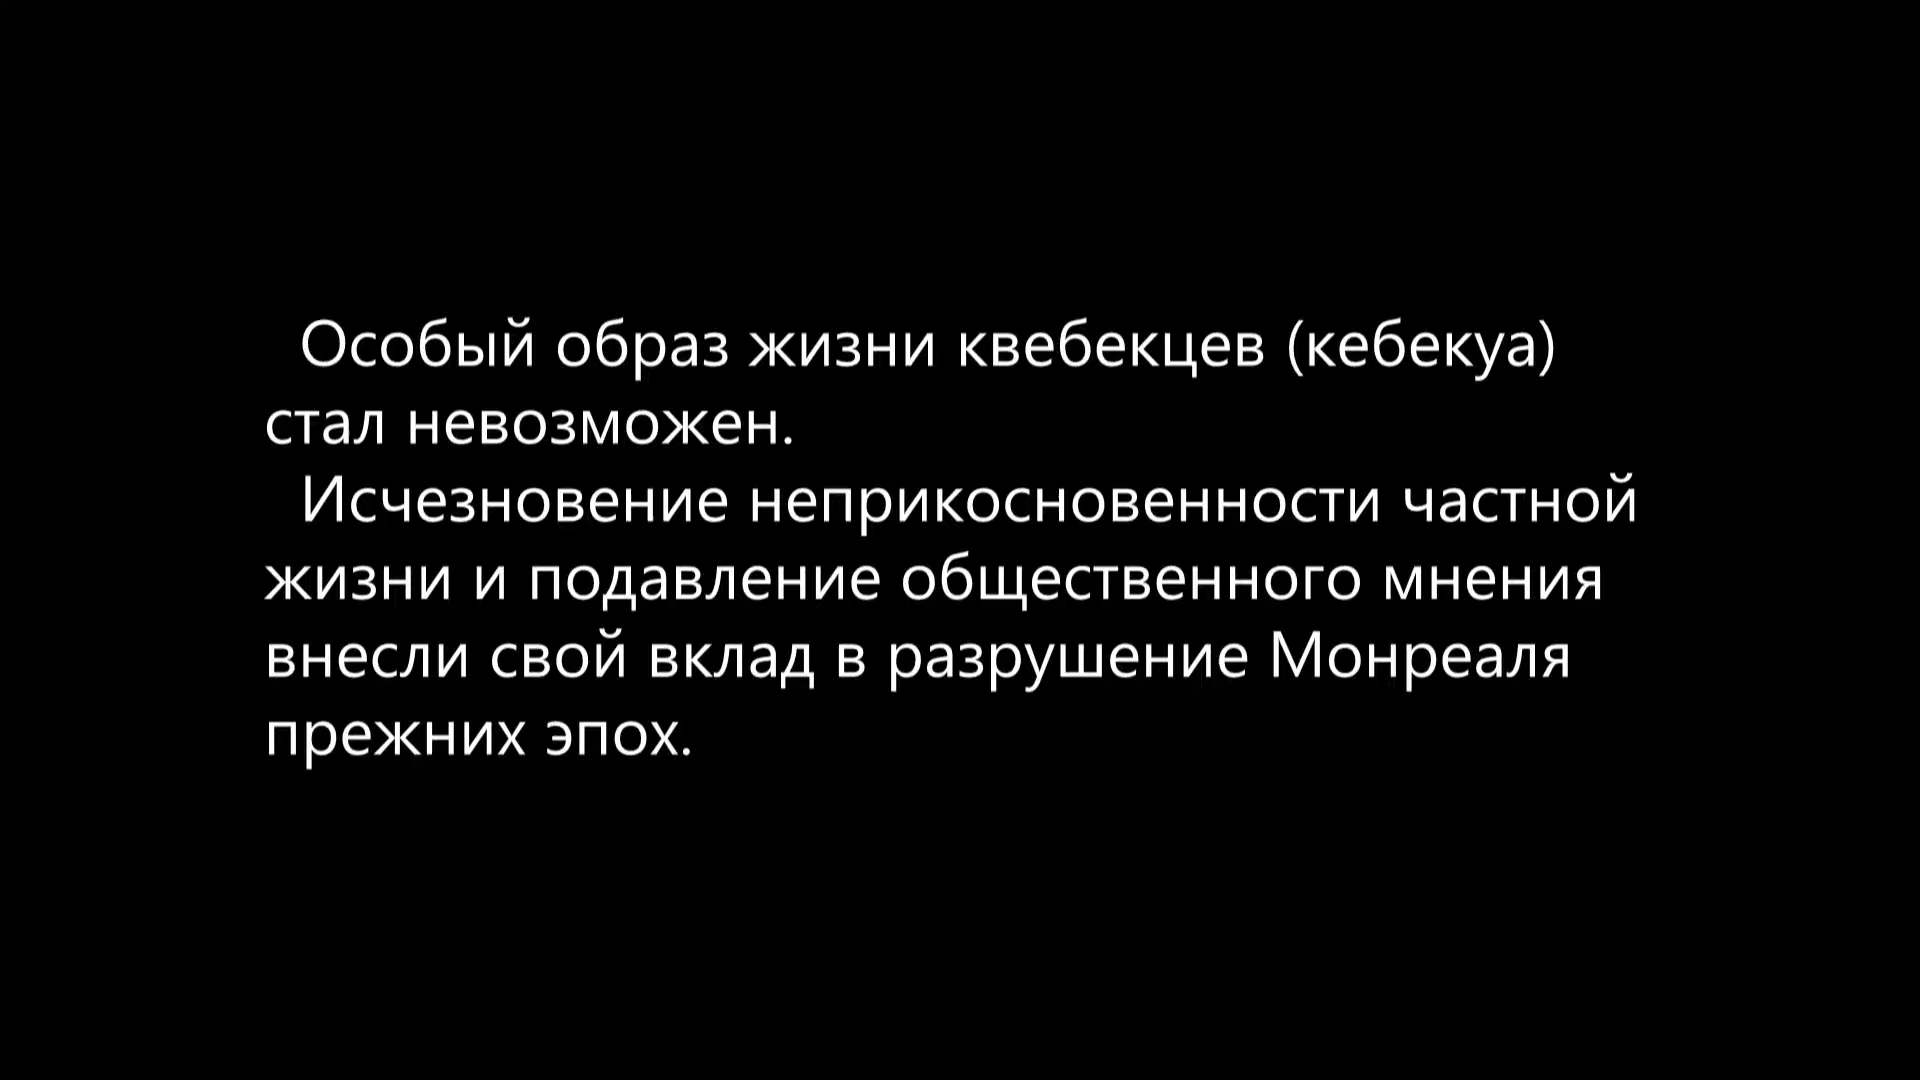 Особый образ жизни квебекцев (кебекуа)
стал невозможен.
Исчезновение неприкосновенности частной
жизни и подавление общественного мнения
внесли свой вклад в разрушение Монреаля
прежних эпох.